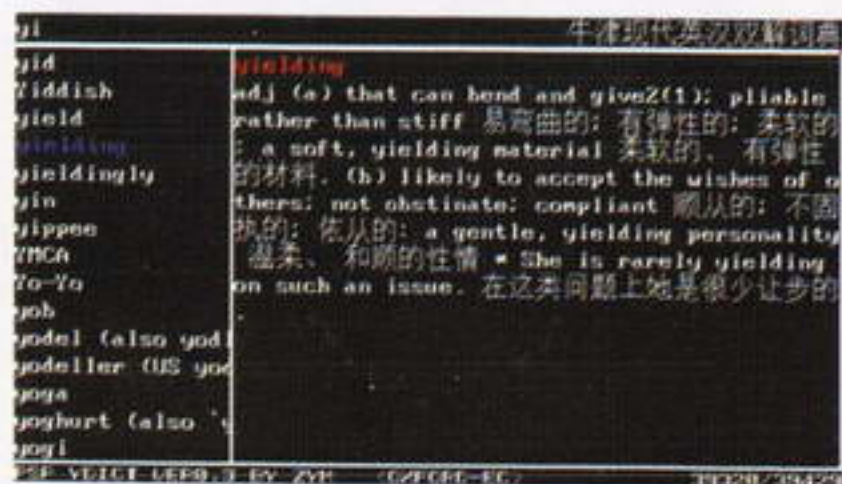 yi
牛津现代英汉双解词典
yid
Yiddish
yield
yielding
yieldingly
yin
yippee
YMCA
Yo-Yo
yob
yodel (also yodl
yodeller (US yod
yoga
yoghurt (also `y
yogi
yielding
adj (a) that can bend and give2(1); pliable
rather than stiff 易弯曲的; 有弹性的; 柔软的
: a soft, yielding material 柔软的、 有弹性
的材料. (b) likely to accept the wishes of o
thers; not obstinate; compliant 顺从的; 不固
执的; 依从的: a gentle, yielding personality
温柔、 和顺的性情 * She is rarely yielding
on such an issue. 在这类问题上她是很少让步的
.
BY ZYM
39320/39429